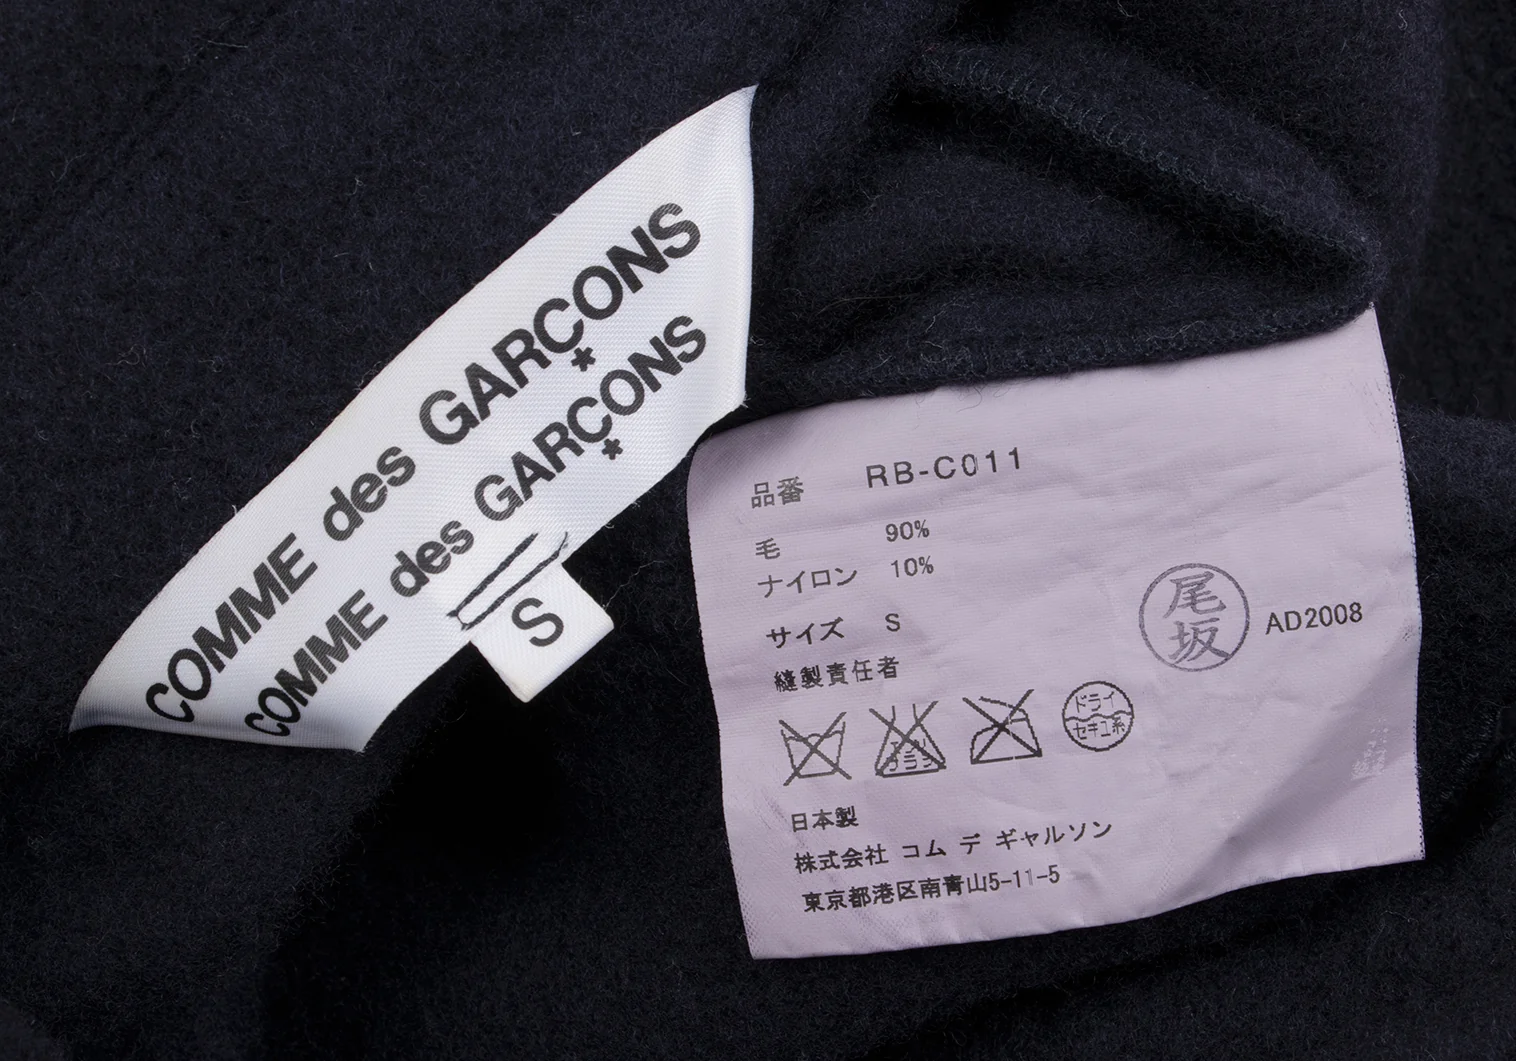 COMME des GARÇONS
COMME des GARÇONS
S
品番 RB-C011
毛 90%
ナイロン 10%
サイズ S
縫製責任者
尾坂
AD2008
ドライ
セキユ系
日本製
株式会社 コム デ ギャルソン
東京都港区南青山5-11-5